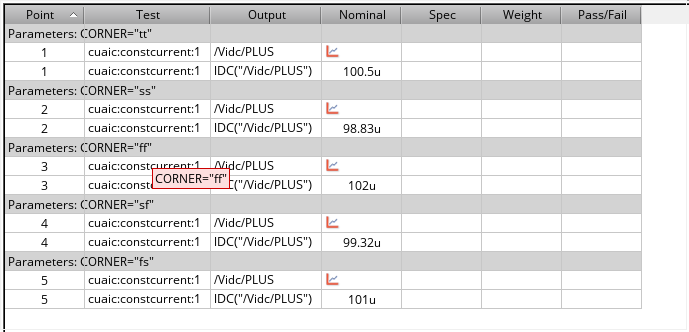 Point Test Output Nominal Spec Weight Pass/Fail
Parameters: CORNER="tt"
1 cuaic:constcurrent:1 /Vidc/PLUS
1 cuaic:constcurrent:1 IDC("/Vidc/PLUS") 100.5u
Parameters: CORNER="ss"
2 cuaic:constcurrent:1 /Vidc/PLUS
2 cuaic:constcurrent:1 IDC("/Vidc/PLUS") 98.83u
Parameters: CORNER="ff"
3 cuaic:constcurrent:1 /Vidc/PLUS
CORNER="ff"
3 cuaic:const DC("/Vidc/PLUS") 102u
Parameters: CORNER="sf"
4 cuaic:constcurrent:1 /Vidc/PLUS
4 cuaic:constcurrent:1 IDC("/Vidc/PLUS") 99.32u
Parameters: CORNER="fs"
5 cuaic:constcurrent:1 /Vidc/PLUS
5 cuaic:constcurrent:1 IDC("/Vidc/PLUS") 101u